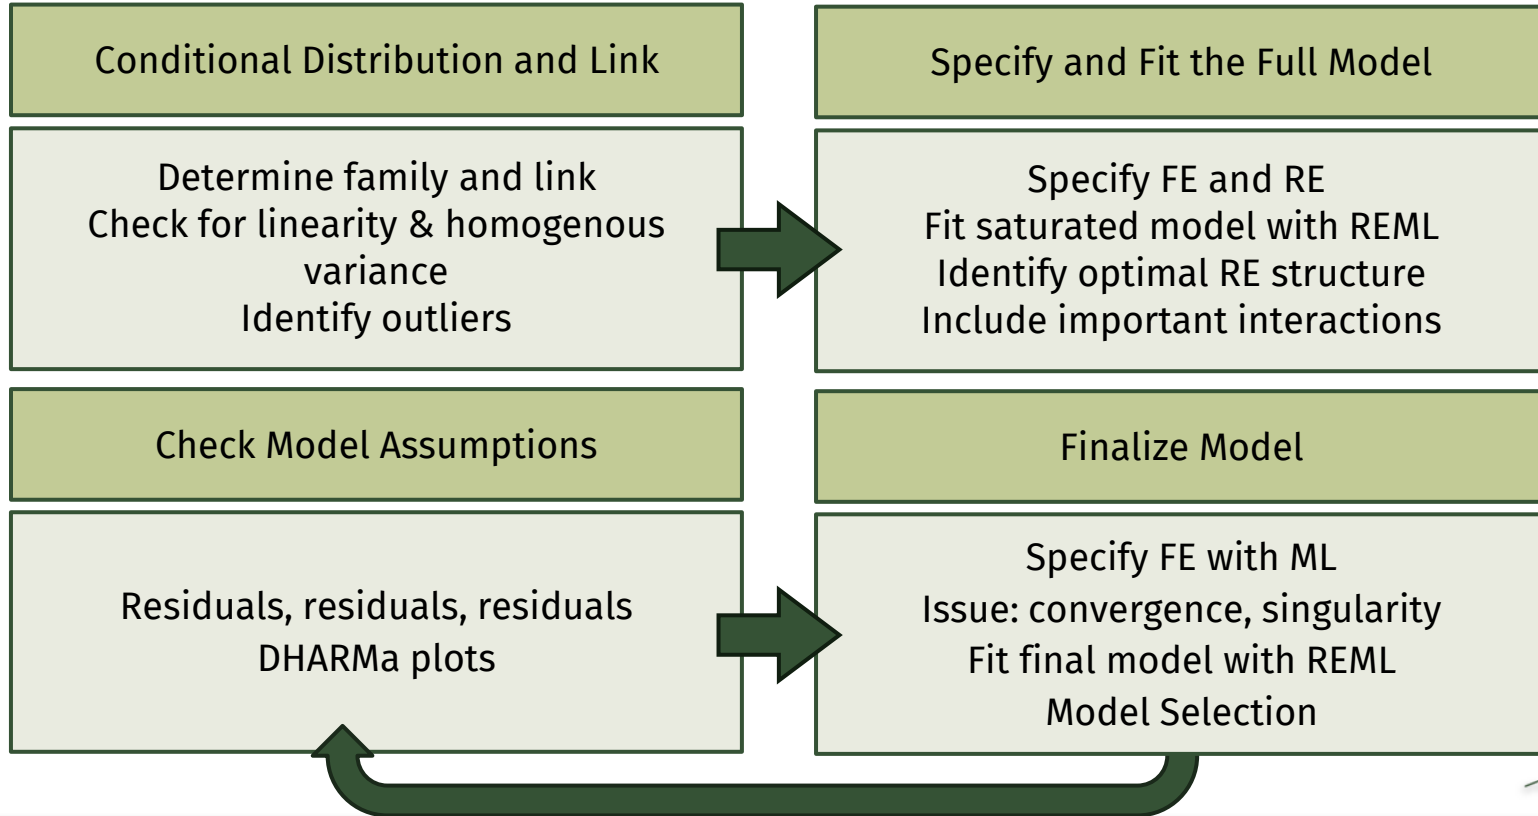 Conditional Distribution and Link
Determine family and link
Check for linearity & homogenous
variance
Identify outliers
Specify and Fit the Full Model
Specify FE and RE
Fit saturated model with REML
Identify optimal RE structure
Include important interactions
Check Model Assumptions
Residuals, residuals, residuals
DHARMa plots
Finalize Model
Specify FE with ML
Issue: convergence, singularity
Fit final model with REML
Model Selection